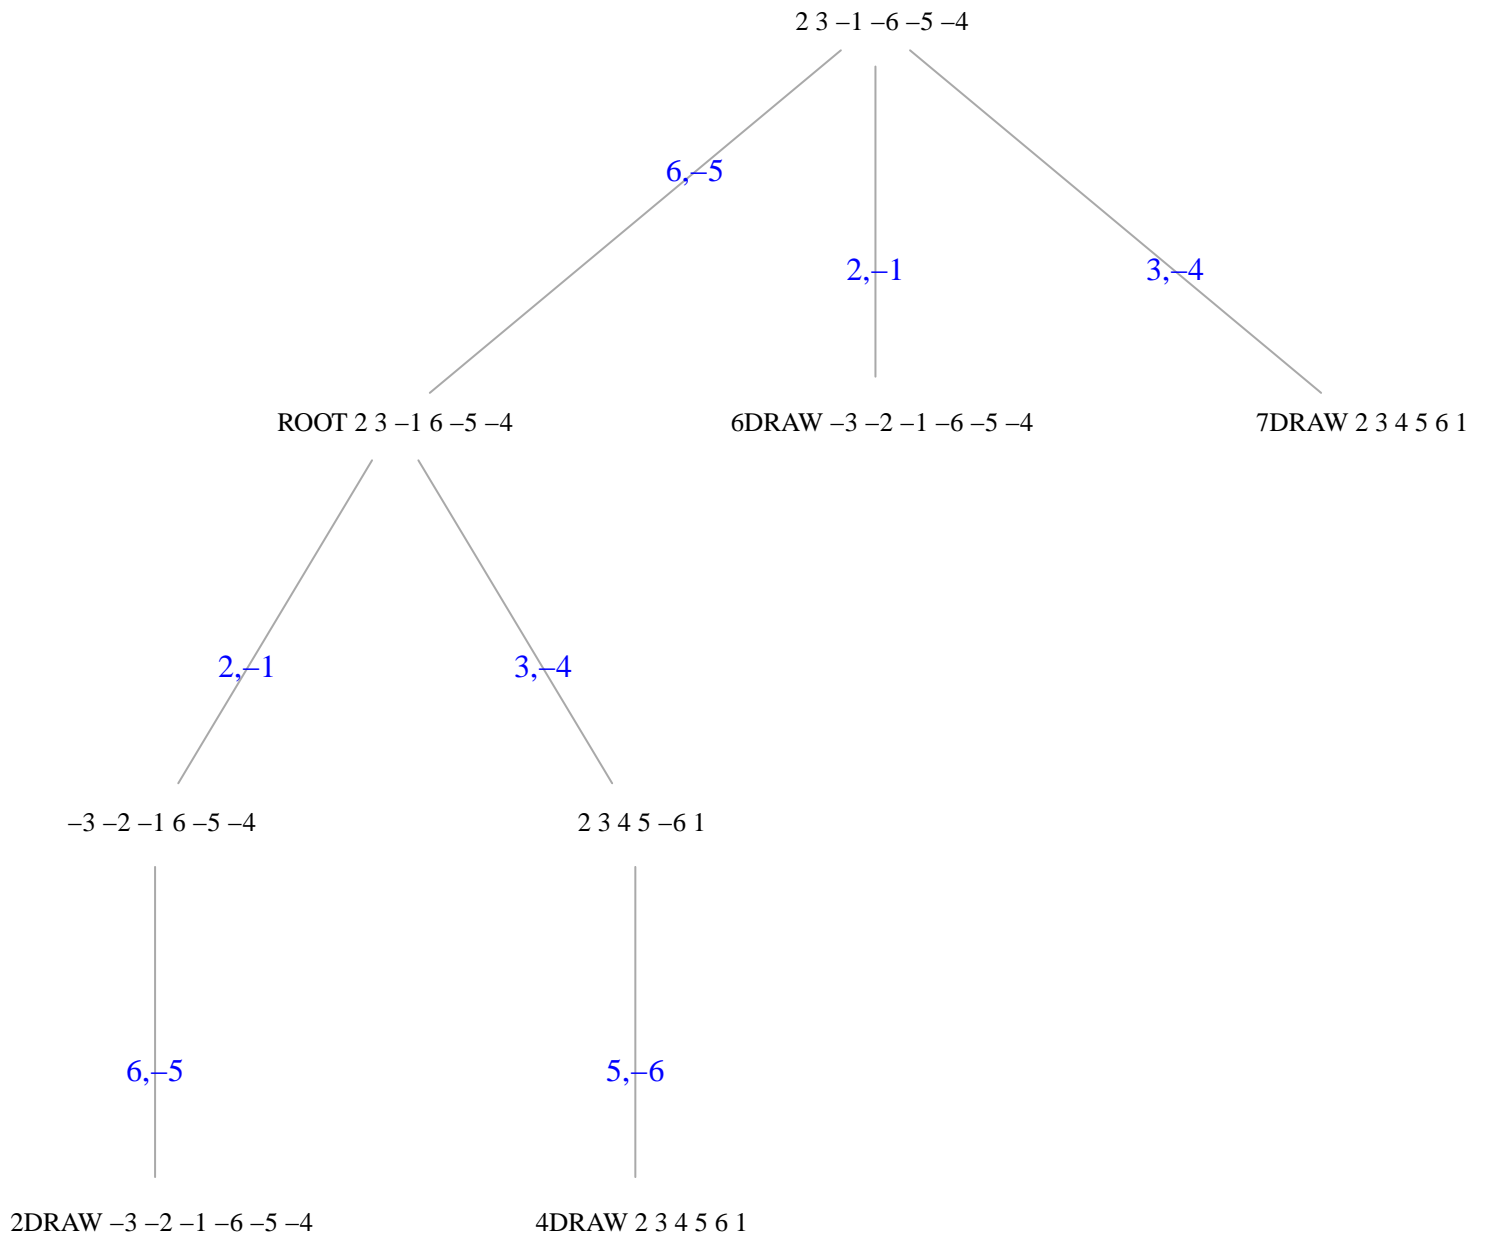 2 3 –1 –6 –5 –4
6,–5
2,–1
3,–4
ROOT 2 3 –1 6 –5 –4
6DRAW –3 –2 –1 –6 –5 –4
7DRAW 2 3 4 5 6 1
2,–1
3,–4
–3 –2 –1 6 –5 –4
2 3 4 5 –6 1
6,–5
5,–6
2DRAW –3 –2 –1 –6 –5 –4
4DRAW 2 3 4 5 6 1